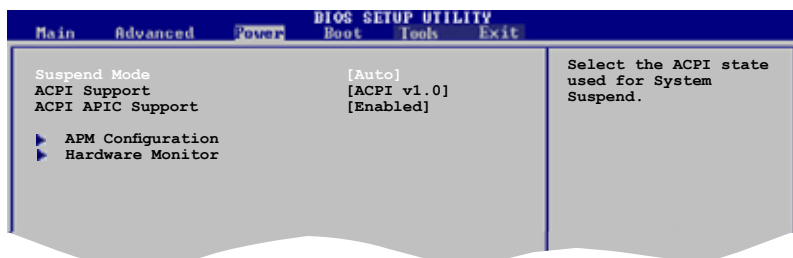 BIOS SETUP UTILITY
Main Advanced Power Boot Tools Exit
Suspend Mode [Auto]
ACPI Support [ACPI v1.0]
ACPI APIC Support [Enabled]
APM Configuration
Hardware Monitor
Select the ACPI state
used for System
Suspend.